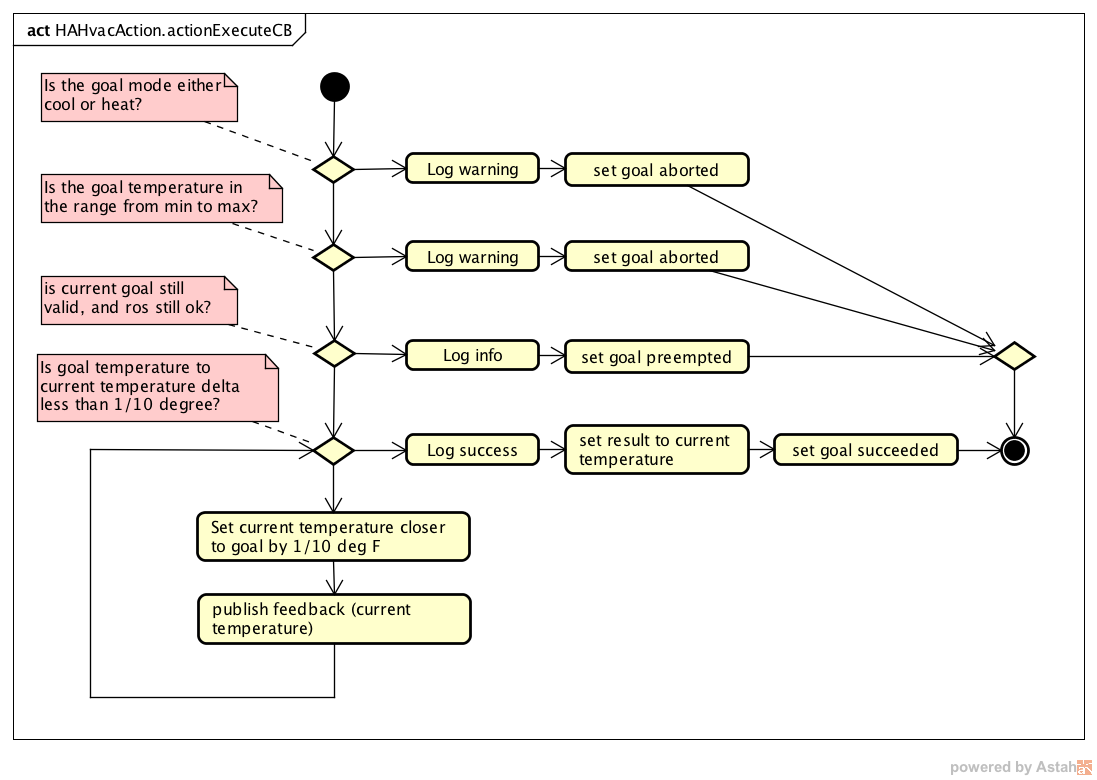 act HAHvacAction.actionExecuteCB
Is the goal mode either
cool or heat?
Log warning
set goal aborted
Is the goal temperature in
the range from min to max?
Log warning
set goal aborted
is current goal still
valid, and ros still ok?
Log info
set goal preempted
Is goal temperature to
current temperature delta
less than 1/10 degree?
Log success
set result to current
temperature
set goal succeeded
Set current temperature closer
to goal by 1/10 deg F
publish feedback (current
temperature)
powered by Astah